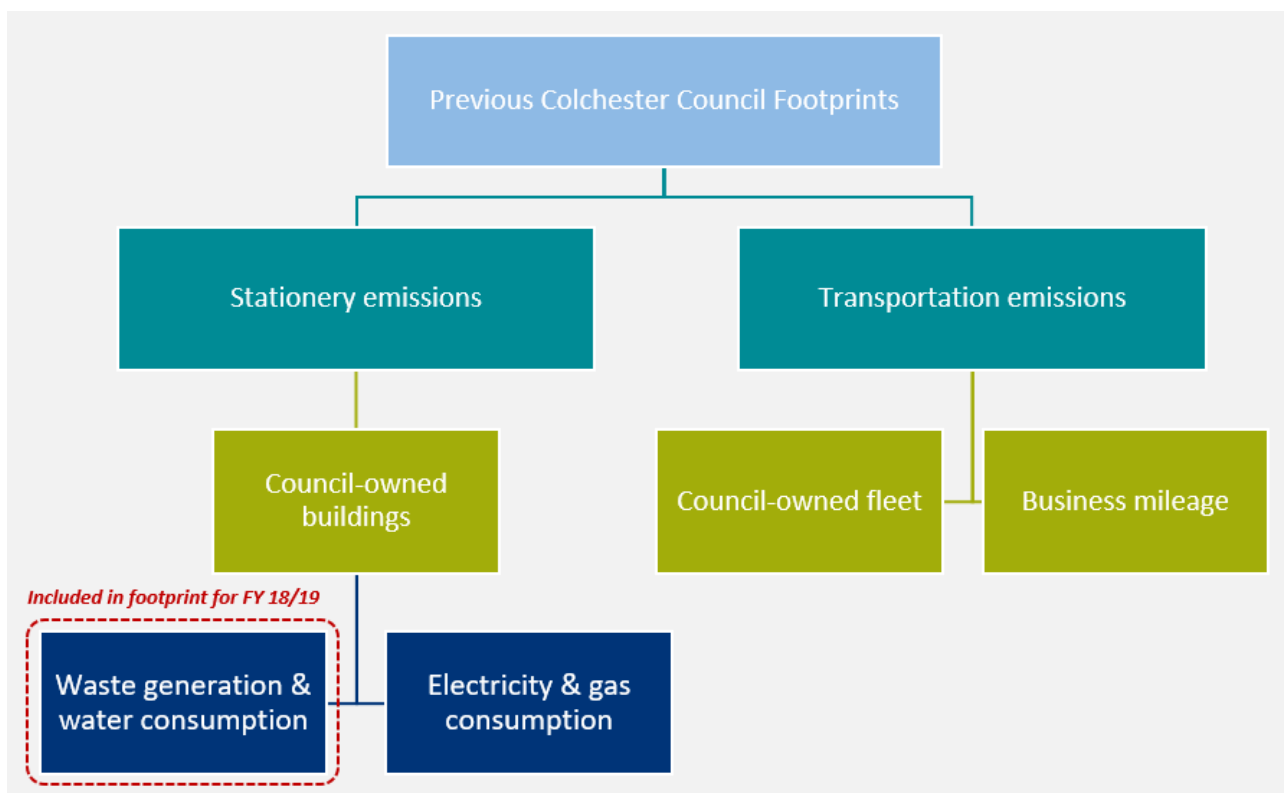 Previous Colchester Council Footprints
Stationery emissions
Transportation emissions
Council-owned
buildings
Council-owned fleet
Business mileage
Included in footprint for FY 18/19
Waste generation &
water consumption
Electricity & gas
consumption